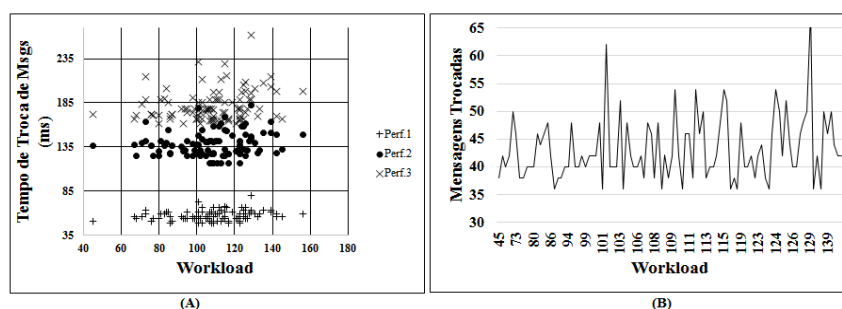 Tempo de Troca de Msgs
(ms)
235
185
135
85
35
40 60 80 100 120 140 160 180
Workload
+Perf.1
●Perf.2
×Perf.3
(A)
Mensagens Trocadas
65
60
55
50
45
40
35
30
45 73 80 86 94 99 101 103 106 108 109 111 113 115 119 123 124 126 129 139
Workload
(B)